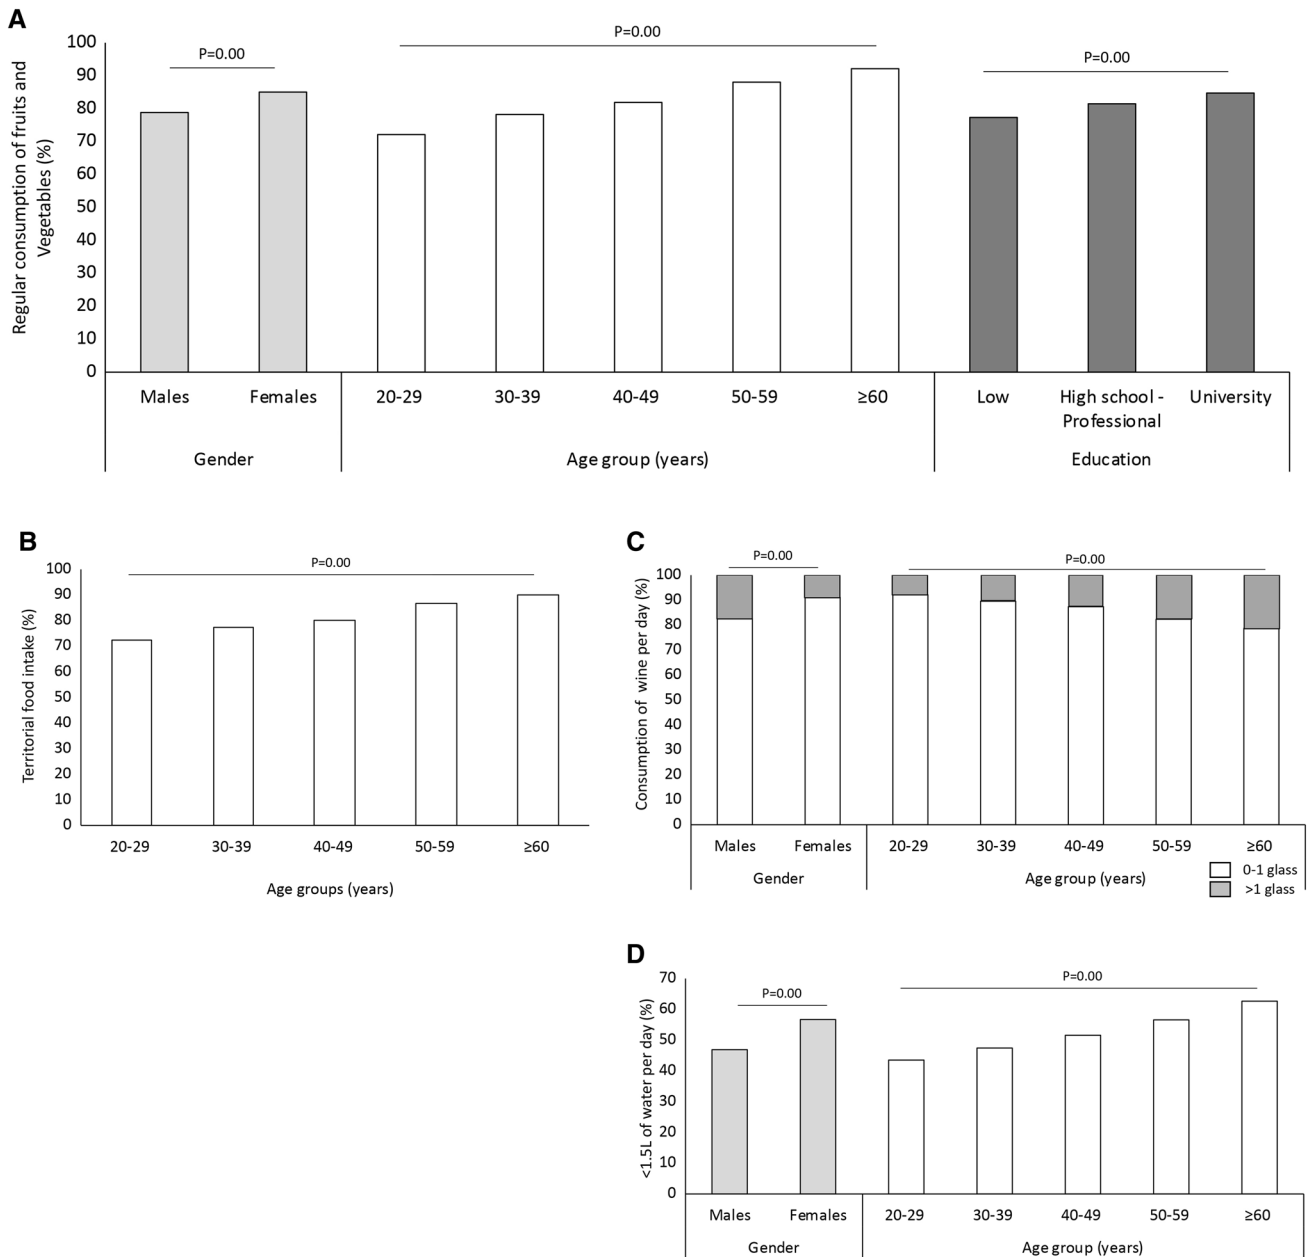 A
Regular consumption of fruits and
Vegetables (%)
100
90
80
70
60
50
40
30
20
10
0
P=0.00
P=0.00
P=0.00
Males
Females
20-29
30-39
40-49
50-59
≥60
Low
High school -
Professional
University
Gender
Age group (years)
Education
B
Territorial food intake (%)
100
90
80
70
60
50
40
30
20
10
0
P=0.00
20-29
30-39
40-49
50-59
≥60
Age groups (years)
C
Consumption of wine per day (%)
100
90
80
70
60
50
40
30
20
10
0
P=0.00
P=0.00
Males
Females
20-29
30-39
40-49
50-59
≥60
Gender
Age group (years)
0-1 glass
>1 glass
D
<1.5L of water per day (%)
70
60
50
40
30
20
10
0
P=0.00
P=0.00
Males
Females
20-29
30-39
40-49
50-59
≥60
Gender
Age group (years)